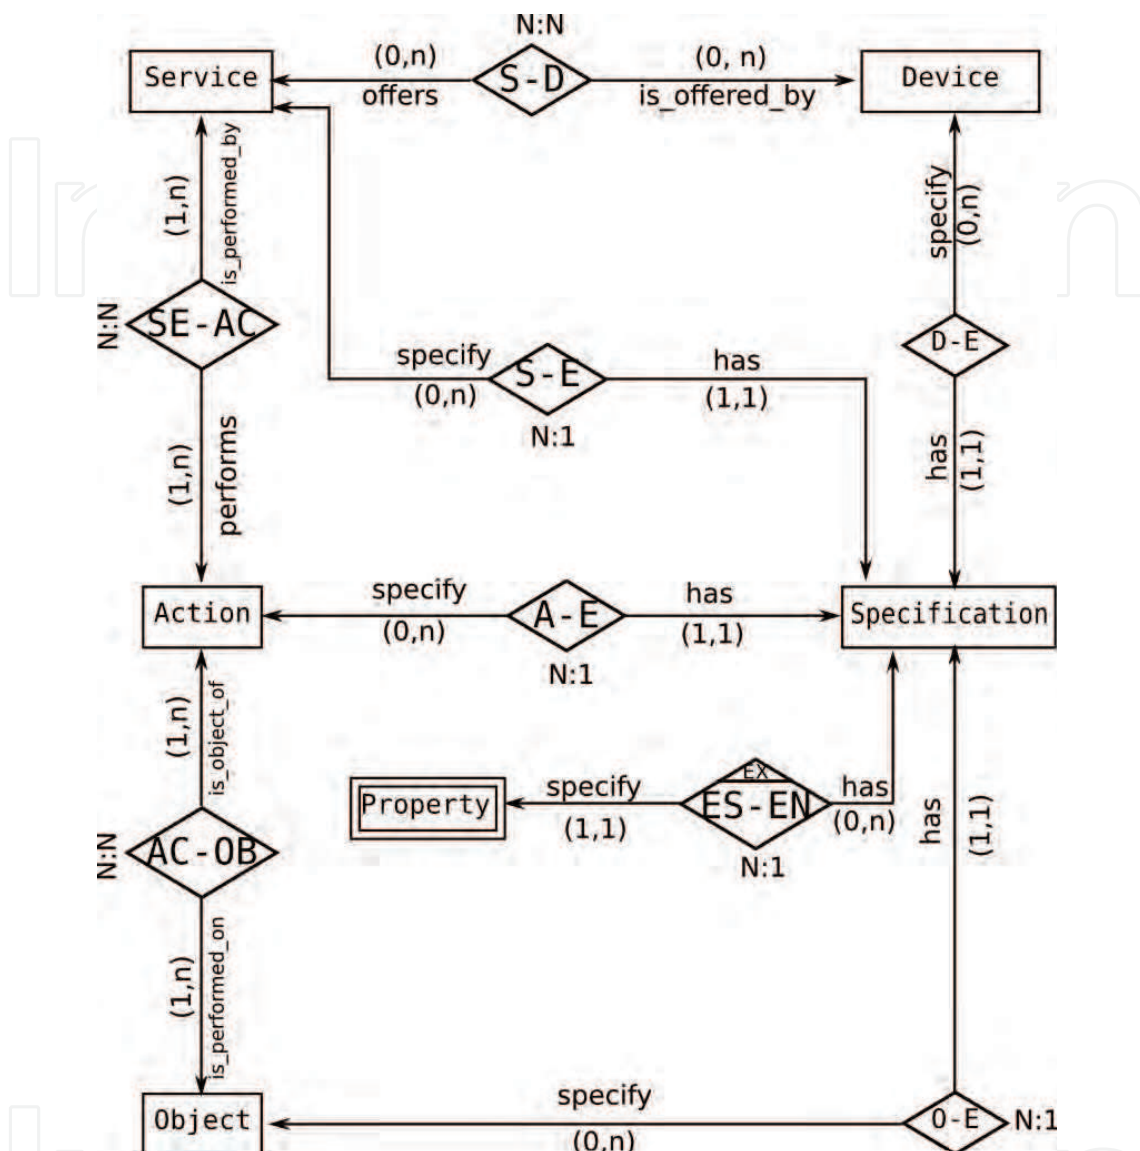 N:N
(0,n)
(0, n)
Service
S-D
Device
offers
is_offered_by
(1,n)
is_performed_by
specify
(0,n)
N:N
SE-AC
D-E
specify
S-E
has
(0,n)
(1,1)
N:1
(1,n)
performs
has
(1,1)
specify
has
Action
A-E
Specification
(0,n)
(1,1)
N:1
(1,n)
is_object_of
EX
specify
has
Property
ES-EN
(1,1)
(0,n)
N:1
has
(1,1)
N:N
AC-OB
(1,n)
is_performed_on
specify
Object
O-E
N:1
(0,n)